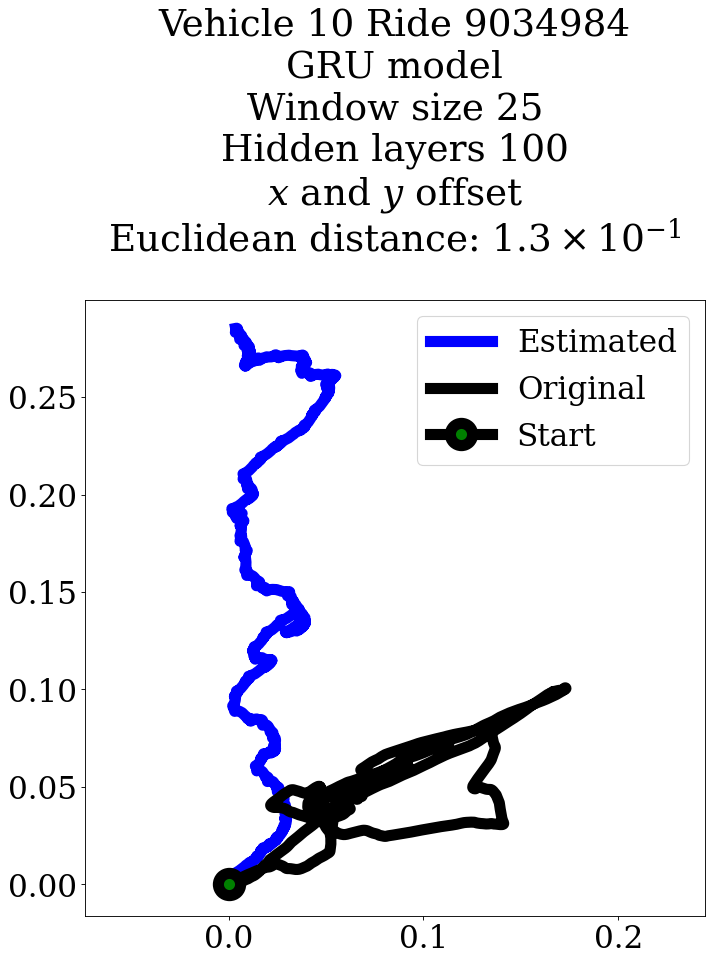 Vehicle 10 Ride 9034984
GRU model
Window size 25
Hidden layers 100
x and y offset
Euclidean distance: 1.3 × 10⁻¹
Estimated
Original
Start
0.25
0.20
0.15
0.10
0.05
0.00
0.0 0.1 0.2